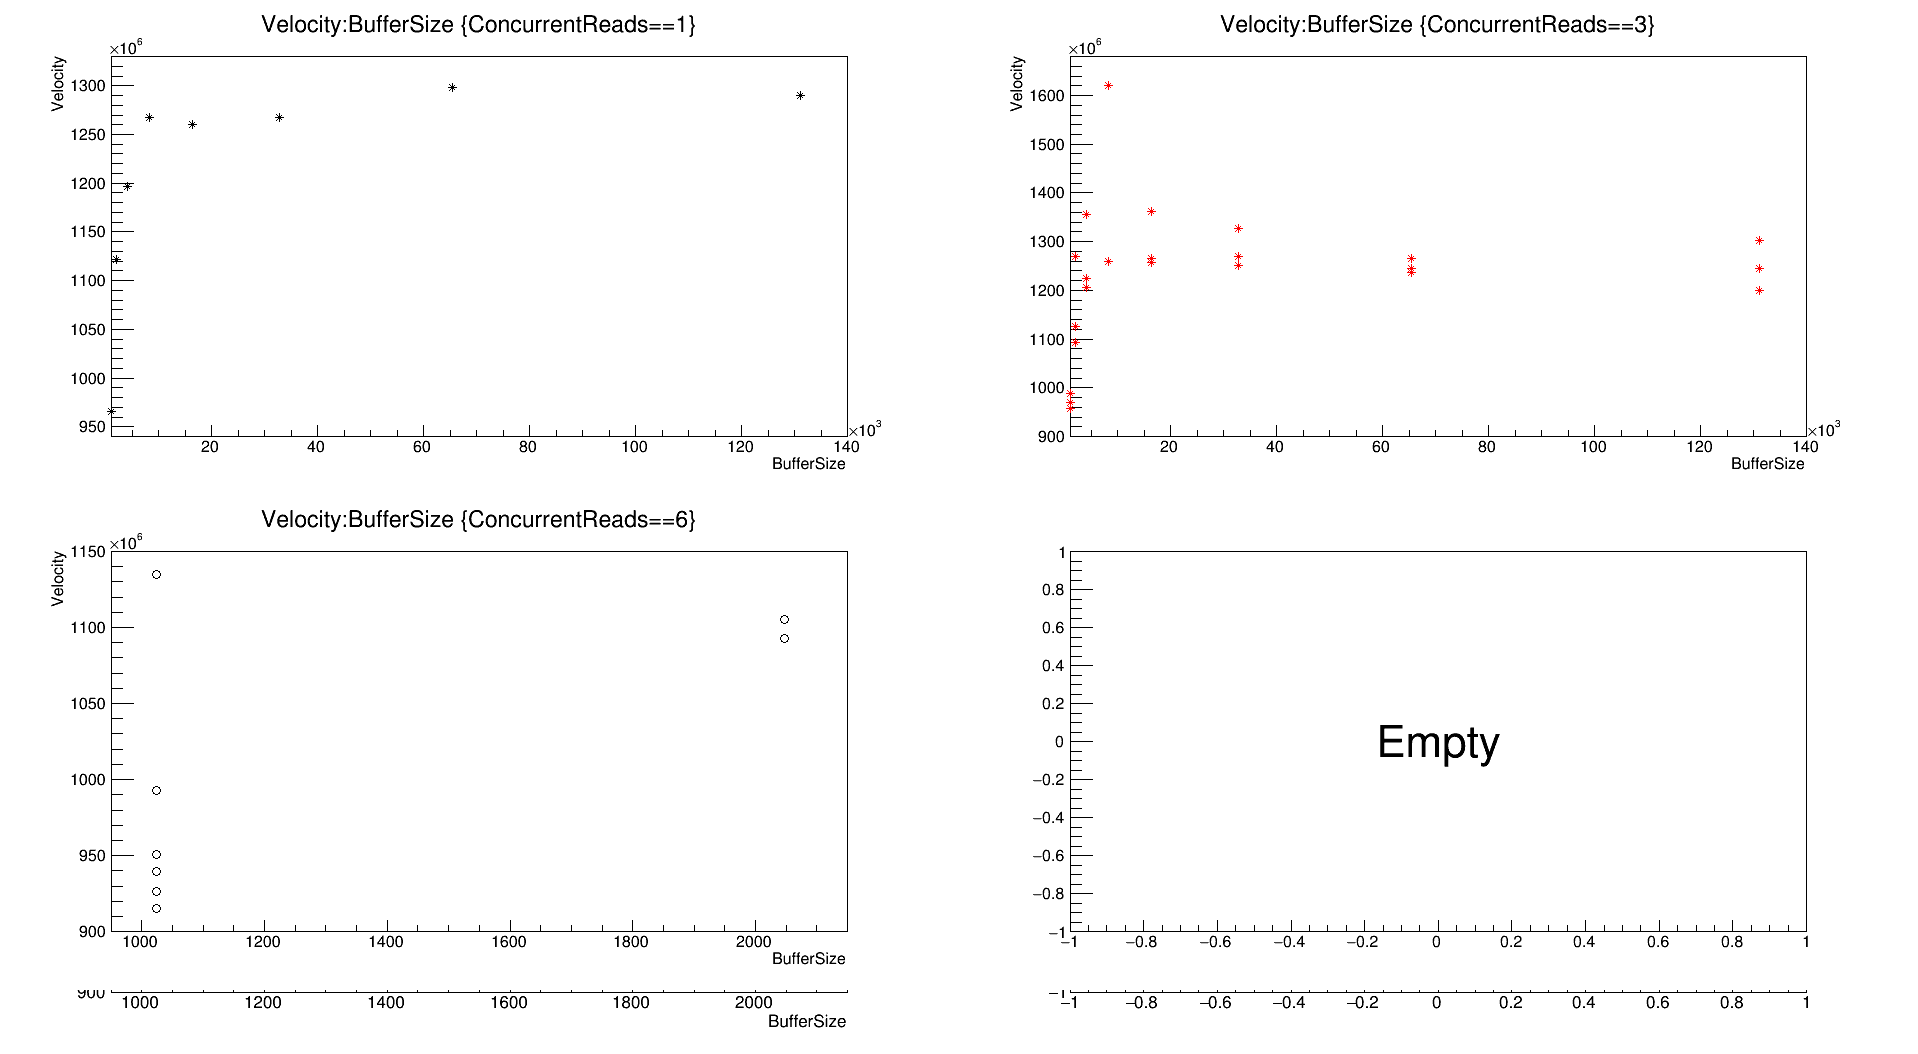 Velocity:BufferSize {ConcurrentReads==1}
×10⁶
Velocity
1300
1250
1200
1150
1100
1050
1000
950
20 40 60 80 100 120 140
×10³
BufferSize
Velocity:BufferSize {ConcurrentReads==3}
×10⁶
Velocity
1600
1500
1400
1300
1200
1100
1000
900
20 40 60 80 100 120 140
×10³
BufferSize
Velocity:BufferSize {ConcurrentReads==6}
×10⁶
Velocity
1150
1100
1050
1000
950
900
1000 1200 1400 1600 1800 2000
BufferSize
900
1000 1200 1400 1600 1800 2000
BufferSize
1
0.8
0.6
0.4
0.2
0
−0.2
−0.4
−0.6
−0.8
−1
Empty
−1 −0.8 −0.6 −0.4 −0.2 0 0.2 0.4 0.6 0.8 1
−1
−1 −0.8 −0.6 −0.4 −0.2 0 0.2 0.4 0.6 0.8 1